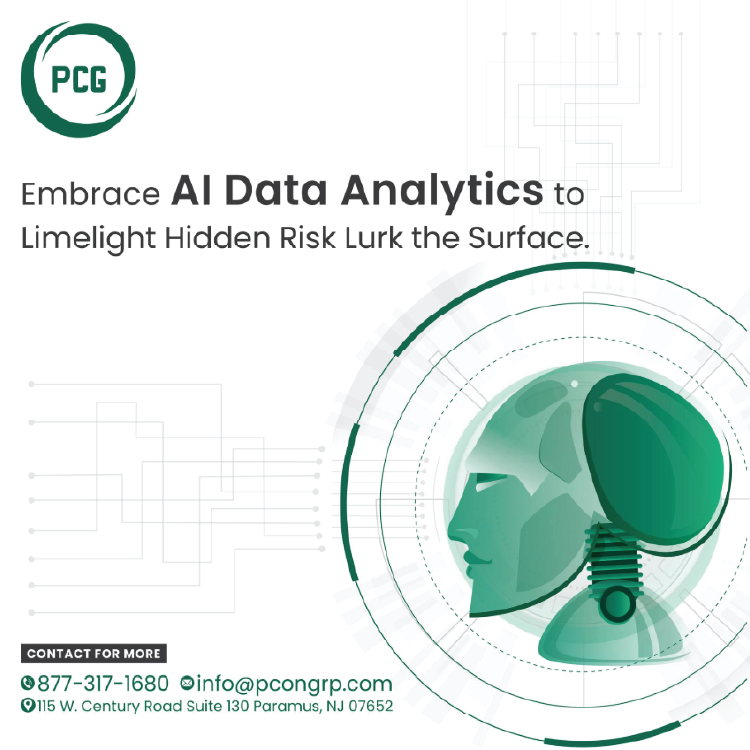 PCG
Embrace AI Data Analytics to
Limelight Hidden Risk Lurk the Surface.
CONTACT FOR MORE
877-317-1680 info@pcongrp.com
115 W. Century Road Suite 130 Paramus, NJ 07652